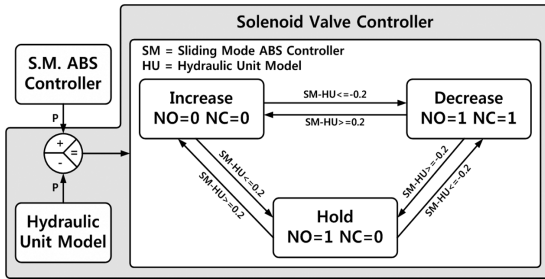 Solenoid Valve Controller
SM = Sliding Mode ABS Controller
HU = Hydraulic Unit Model
S.M. ABS
Controller
P
+
-
=
P
Hydraulic
Unit Model
Increase
NO=0 NC=0
SM-HU<=-0.2
SM-HU>=0.2
Decrease
NO=1 NC=1
SM-HU<=0.2
SM-HU>=0.2
SM-HU>=-0.2
SM-HU<=-0.2
Hold
NO=1 NC=0